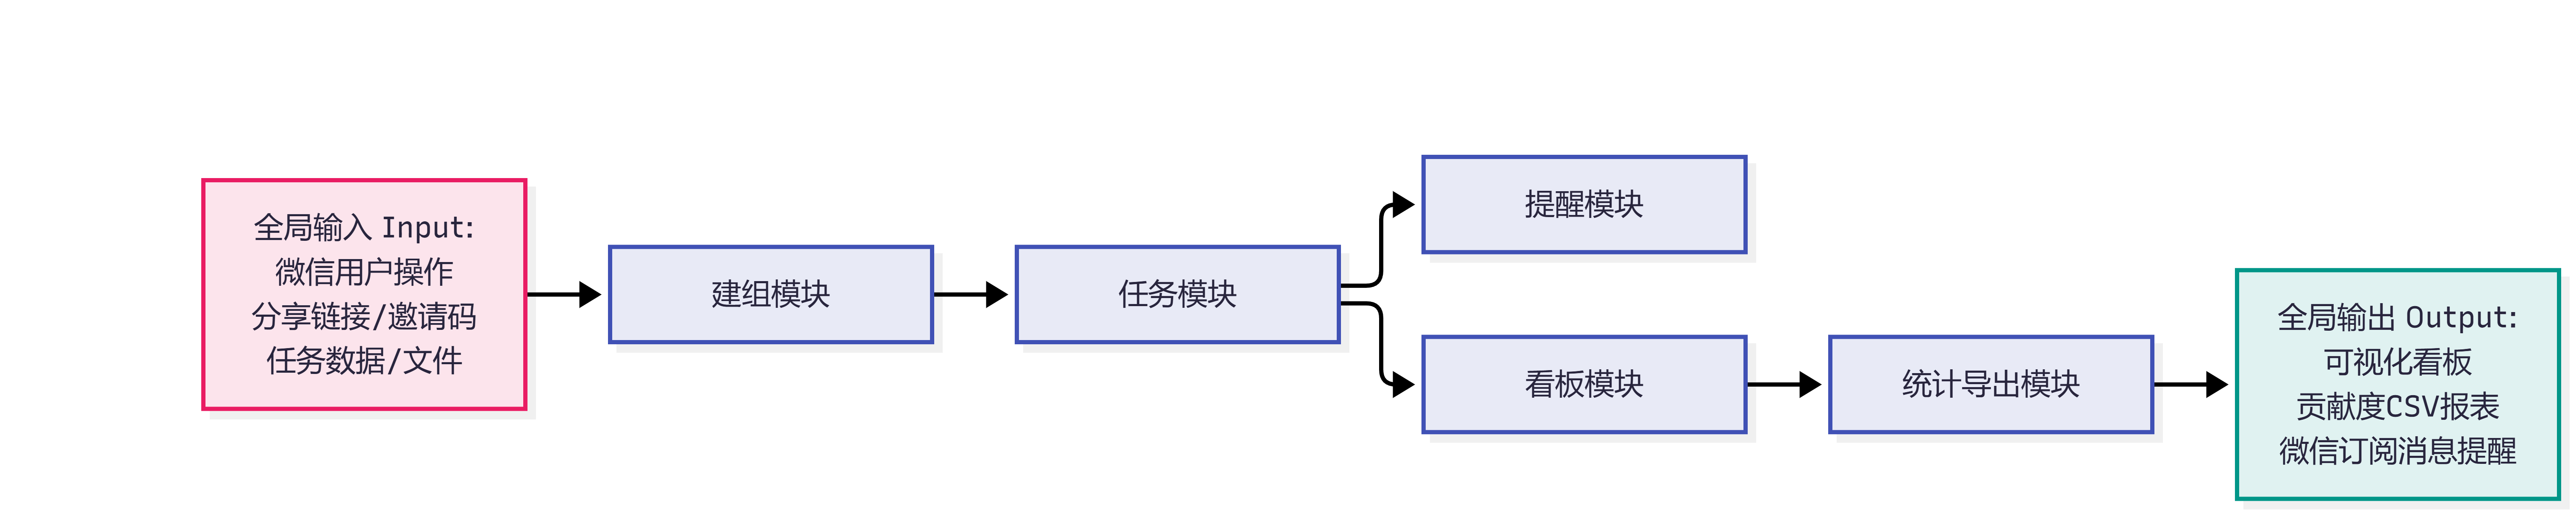 全局输入 Input:
微信用户操作
分享链接/邀请码
任务数据/文件
建组模块
任务模块
提醒模块
看板模块
统计导出模块
全局输出 Output:
可视化看板
贡献度CSV报表
微信订阅消息提醒